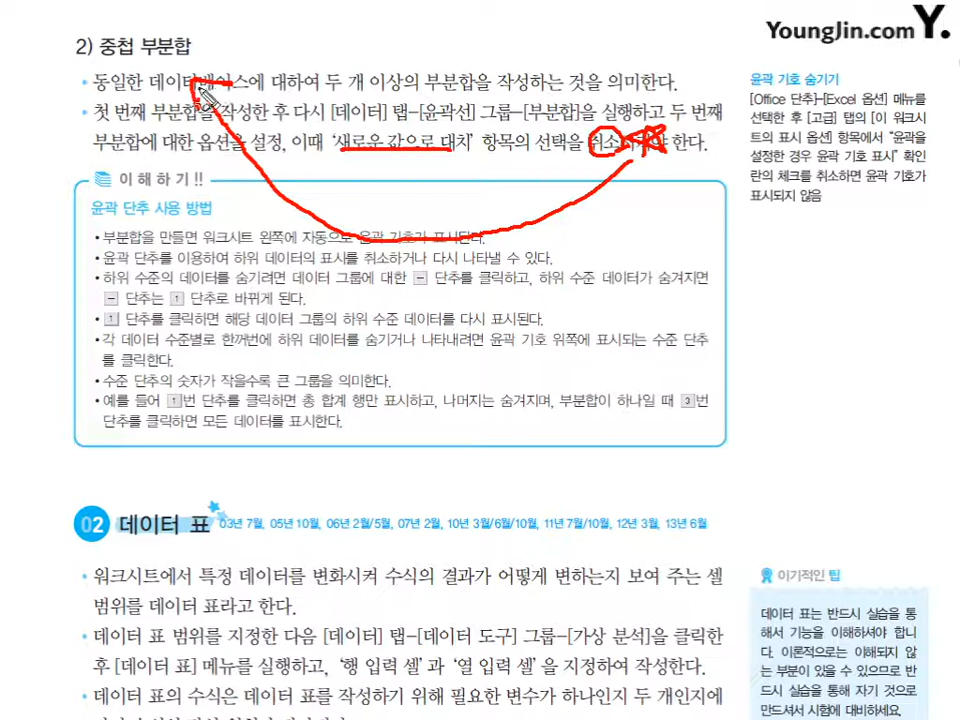 YoungJin.com Y.
2) 중첩 부분합
• 동일한 데이터베이스에 대하여 두 개 이상의 부분합을 작성하는 것을 의미한다.
• 첫 번째 부분합을 작성한 후 다시 [데이터] 탭-[윤곽선] 그룹-[부분합]을 실행하고 두 번째
부분합에 대한 옵션을 설정, 이때 '새로운 값으로 대치' 항목의 선택을 취소해야 한다.
이 해 하 기 !!
윤곽 단추 사용 방법
• 부분합을 만들면 워크시트 왼쪽에 자동으로 윤곽 기호가 표시된다.
• 윤곽 단추를 이용하여 하위 데이터의 표시를 취소하거나 다시 나타낼 수 있다.
• 하위 수준의 데이터를 숨기려면 데이터 그룹에 대한 - 단추를 클릭하고, 하위 수준 데이터가 숨겨지면
- 단추는 1 단추로 바뀌게 된다.
• 1 단추를 클릭하면 해당 데이터 그룹의 하위 수준 데이터를 다시 표시된다.
• 각 데이터 수준별로 한꺼번에 하위 데이터를 숨기거나 나타내려면 윤곽 기호 위쪽에 표시되는 수준 단추
를 클릭한다.
• 수준 단추의 숫자가 작을수록 큰 그룹을 의미한다.
• 예를 들어 1번 단추를 클릭하면 총 합계 행만 표시하고, 나머지는 숨겨지며, 부분합이 하나일 때 3번
단추를 클릭하면 모든 데이터를 표시한다.
윤곽 기호 숨기기
[Office 단추]-[Excel 옵션] 메뉴를
선택한 후 [고급] 탭의 [이 워크시
트의 표시 옵션] 항목에서 "윤곽을
설정한 경우 윤곽 기호 표시" 확인
란의 체크를 취소하면 윤곽 기호가
표시되지 않음
02 데이터 표 03년 7월, 05년 10월, 06년 2월/5월, 07년 2월, 10년 3월/6월/10월, 11년 7월/10월, 12년 3월, 13년 6월
• 워크시트에서 특정 데이터를 변화시켜 수식의 결과가 어떻게 변하는지 보여 주는 셀
범위를 데이터 표라고 한다.
• 데이터 표 범위를 지정한 다음 [데이터] 탭-[데이터 도구] 그룹-[가상 분석]을 클릭한
후 [데이터 표] 메뉴를 실행하고, '행 입력 셀'과 '열 입력 셀'을 지정하여 작성한다.
• 데이터 표의 수식은 데이터 표를 작성하기 위해 필요한 변수가 하나인지 두 개인지에
이기적인 팁
데이터 표는 반드시 실습을 통
해서 기능을 이해하셔야 합니
다. 이론적으로는 이해되지 않
는 부분이 있을 수 있으므로 반
드시 실습을 통해 자기 것으로
만드셔서 시험에 대비하세요.